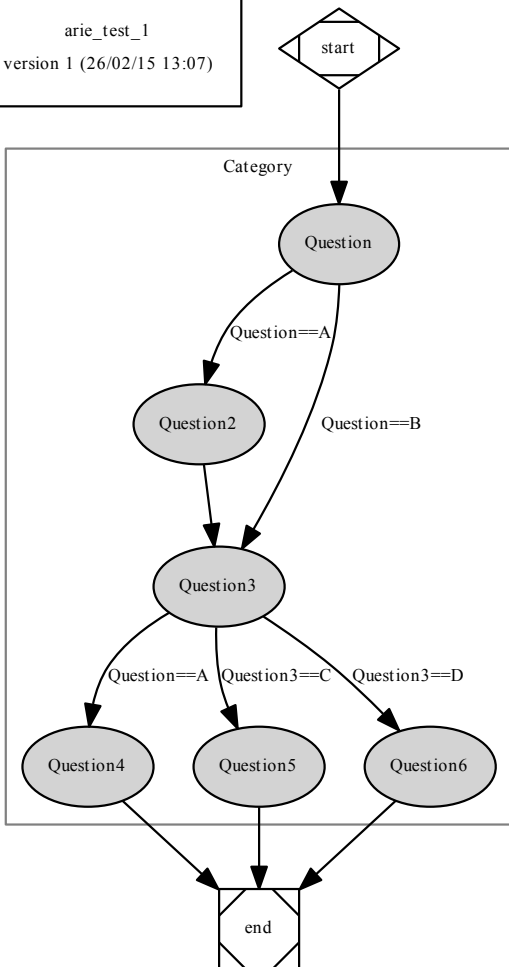 arie_test_1
version 1 (26/02/15 13:07)
start
Category
Question
Question==A
Question2
Question==B
Question3
Question==A
Question3==C
Question3==D
Question4
Question5
Question6
end